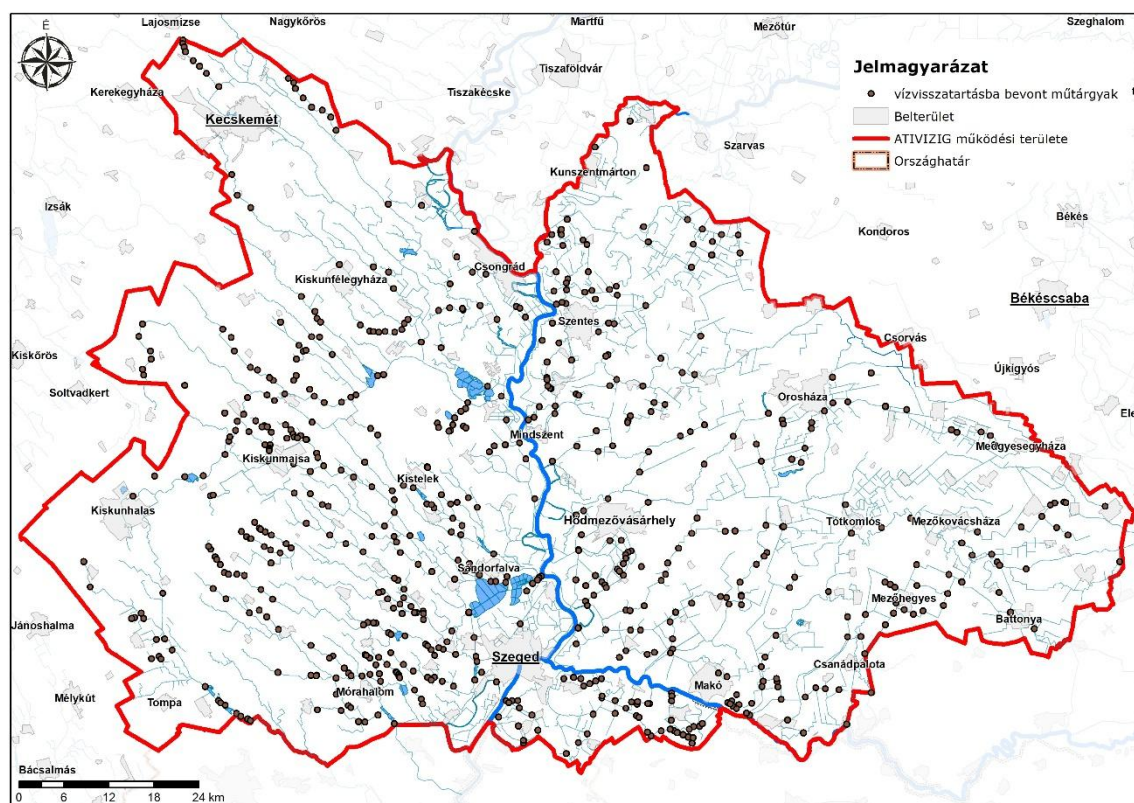 Lajosmizse
Nagykőrös
Martfű
Mezőtúr
Szeghalom
É
Kerekegyháza
Tiszakécske
Tiszaföldvár
Jelmagyarázat
vízvisszatartásba bevont műtárgyak
Belterület
ATIVIZIG működési területe
Országhatár
Kecskemét
Szarvas
Kunszentmárton
Izsák
Békés
Kondoros
Csongrád
Kiskunfélegyháza
Békéscsaba
Szentes
Csorvás
Kiskőrös
Újkígyós
Soltvadkert
Orosháza
Mindszent
Medgyesegyháza
Kiskunmajsa
Kistelek
Kiskunhalas
Hódmezővásárhely
Tótkomlós
Mezőkovácsháza
Sándorfalva
Mezőhegyes
Jánoshalma
Battonya
Szeged
Csanádpalota
Makó
Mórahalom
Mélykút
Tompa
Bácsalmás
0 6 12 18 24 km